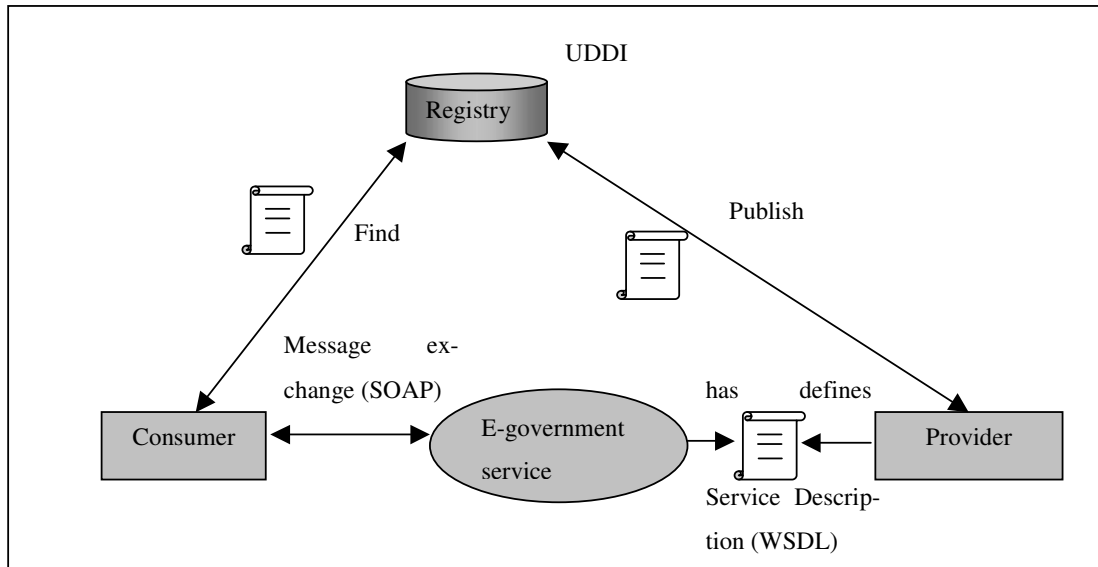 UDDI
Registry
Publish
Find
Message ex-
change (SOAP)
has defines
Consumer
E-government
service
Provider
Service Descrip-
tion (WSDL)